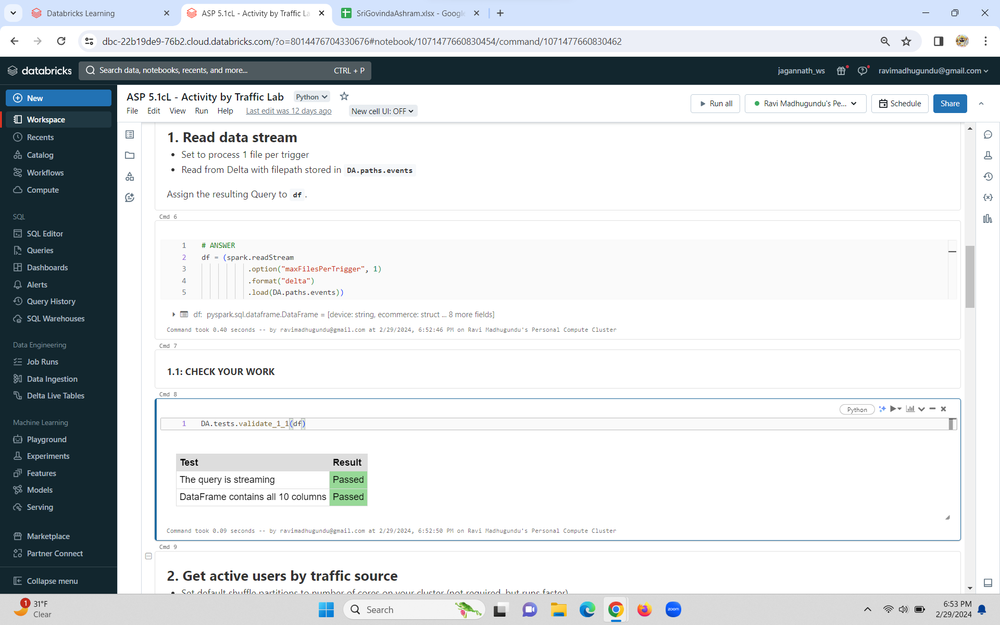 Databricks Learning
ASP 5.1cL - Activity by Traffic La
SriGovindaAshram.xlsx - Google
dbc-22b19de9-76b2.cloud.databricks.com/?o=8014476704330676#notebook/1071477660830454/command/1071477660830462
databricks
Search data, notebooks, recents, and more...
CTRL + P
jagannath_ws
ravimadhugundu@gmail.com
New
Workspace
Recents
Catalog
Workflows
Compute
SQL
SQL Editor
Queries
Dashboards
Alerts
Query History
SQL Warehouses
Data Engineering
Job Runs
Data Ingestion
Delta Live Tables
Machine Learning
Playground
Experiments
Features
Models
Serving
Marketplace
Partner Connect
Collapse menu
ASP 5.1cL - Activity by Traffic Lab
Python
File Edit View Run Help Last edit was 12 days ago New cell UI: OFF
Run all
Ravi Madhugundu's Pe...
Schedule
Share
1. Read data stream
• Set to process 1 file per trigger
• Read from Delta with filepath stored in DA.paths.events
Assign the resulting Query to df .
Cmd 6
1 # ANSWER
2 df = (spark.readStream
3 .option("maxFilesPerTrigger", 1)
4 .format("delta")
5 .load(DA.paths.events))
df: pyspark.sql.dataframe.DataFrame = [device: string, ecommerce: struct ... 8 more fields]
Command took 0.40 seconds -- by ravimadhugundu@gmail.com at 2/29/2024, 6:52:46 PM on Ravi Madhugundu's Personal Compute Cluster
Cmd 7
1.1: CHECK YOUR WORK
Cmd 8
Python
1 DA.tests.validate_1_1(df)
Test Result
The query is streaming Passed
DataFrame contains all 10 columns Passed
Command took 0.09 seconds -- by ravimadhugundu@gmail.com at 2/29/2024, 6:52:50 PM on Ravi Madhugundu's Personal Compute Cluster
Cmd 9
2. Get active users by traffic source
• Set default shuffle partitions to number of cores on your cluster (not required, but runs faster)
1
31°F
Clear
Search
zoom
6:53 PM
2/29/2024